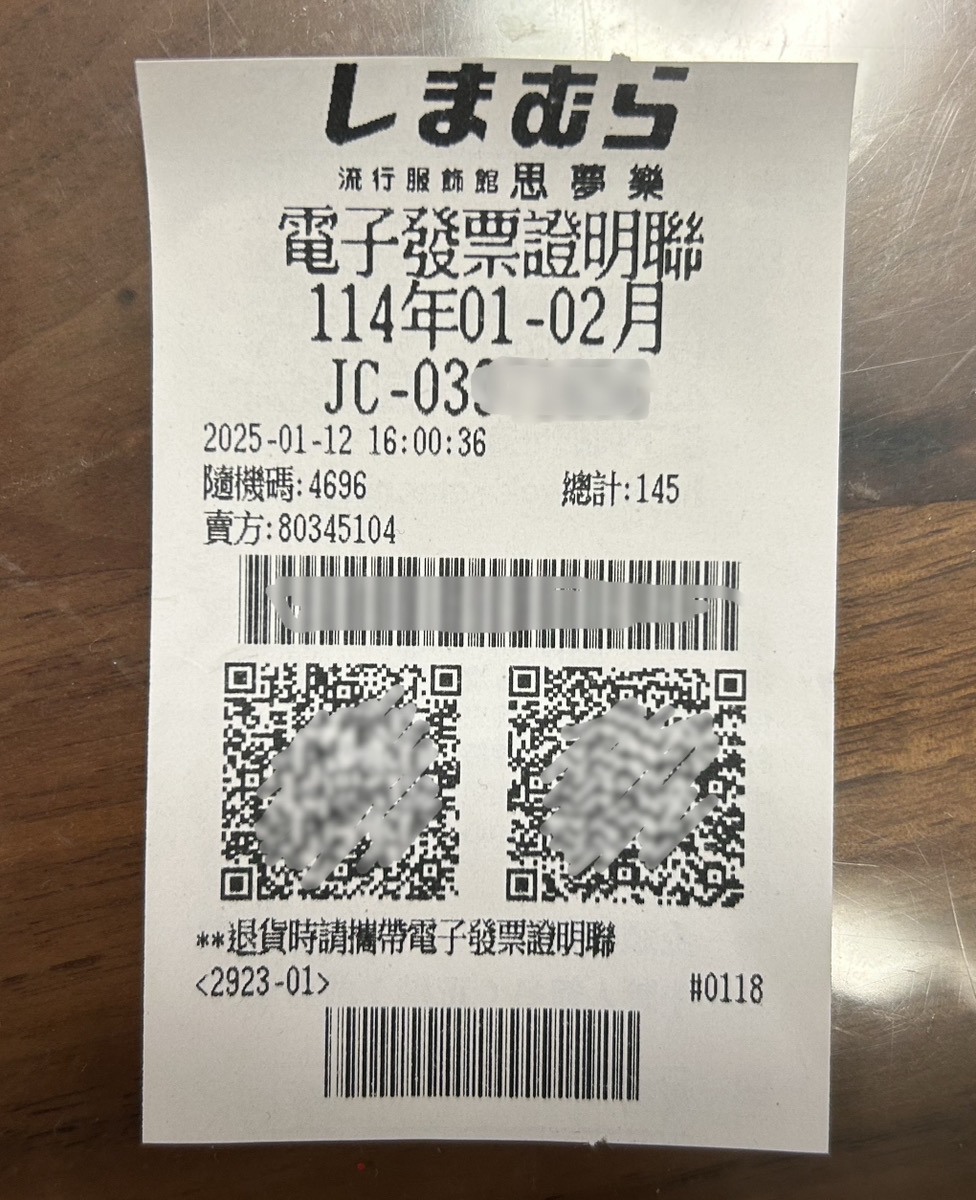 しまむら
流行服飾館 思夢樂
電子發票證明聯
114年01-02月
JC-03
2025-01-12 16:00:36
隨機碼:4696 總計:145
賣方:80345104
**退貨時請攜帶電子發票證明聯
<2923-01> #0118